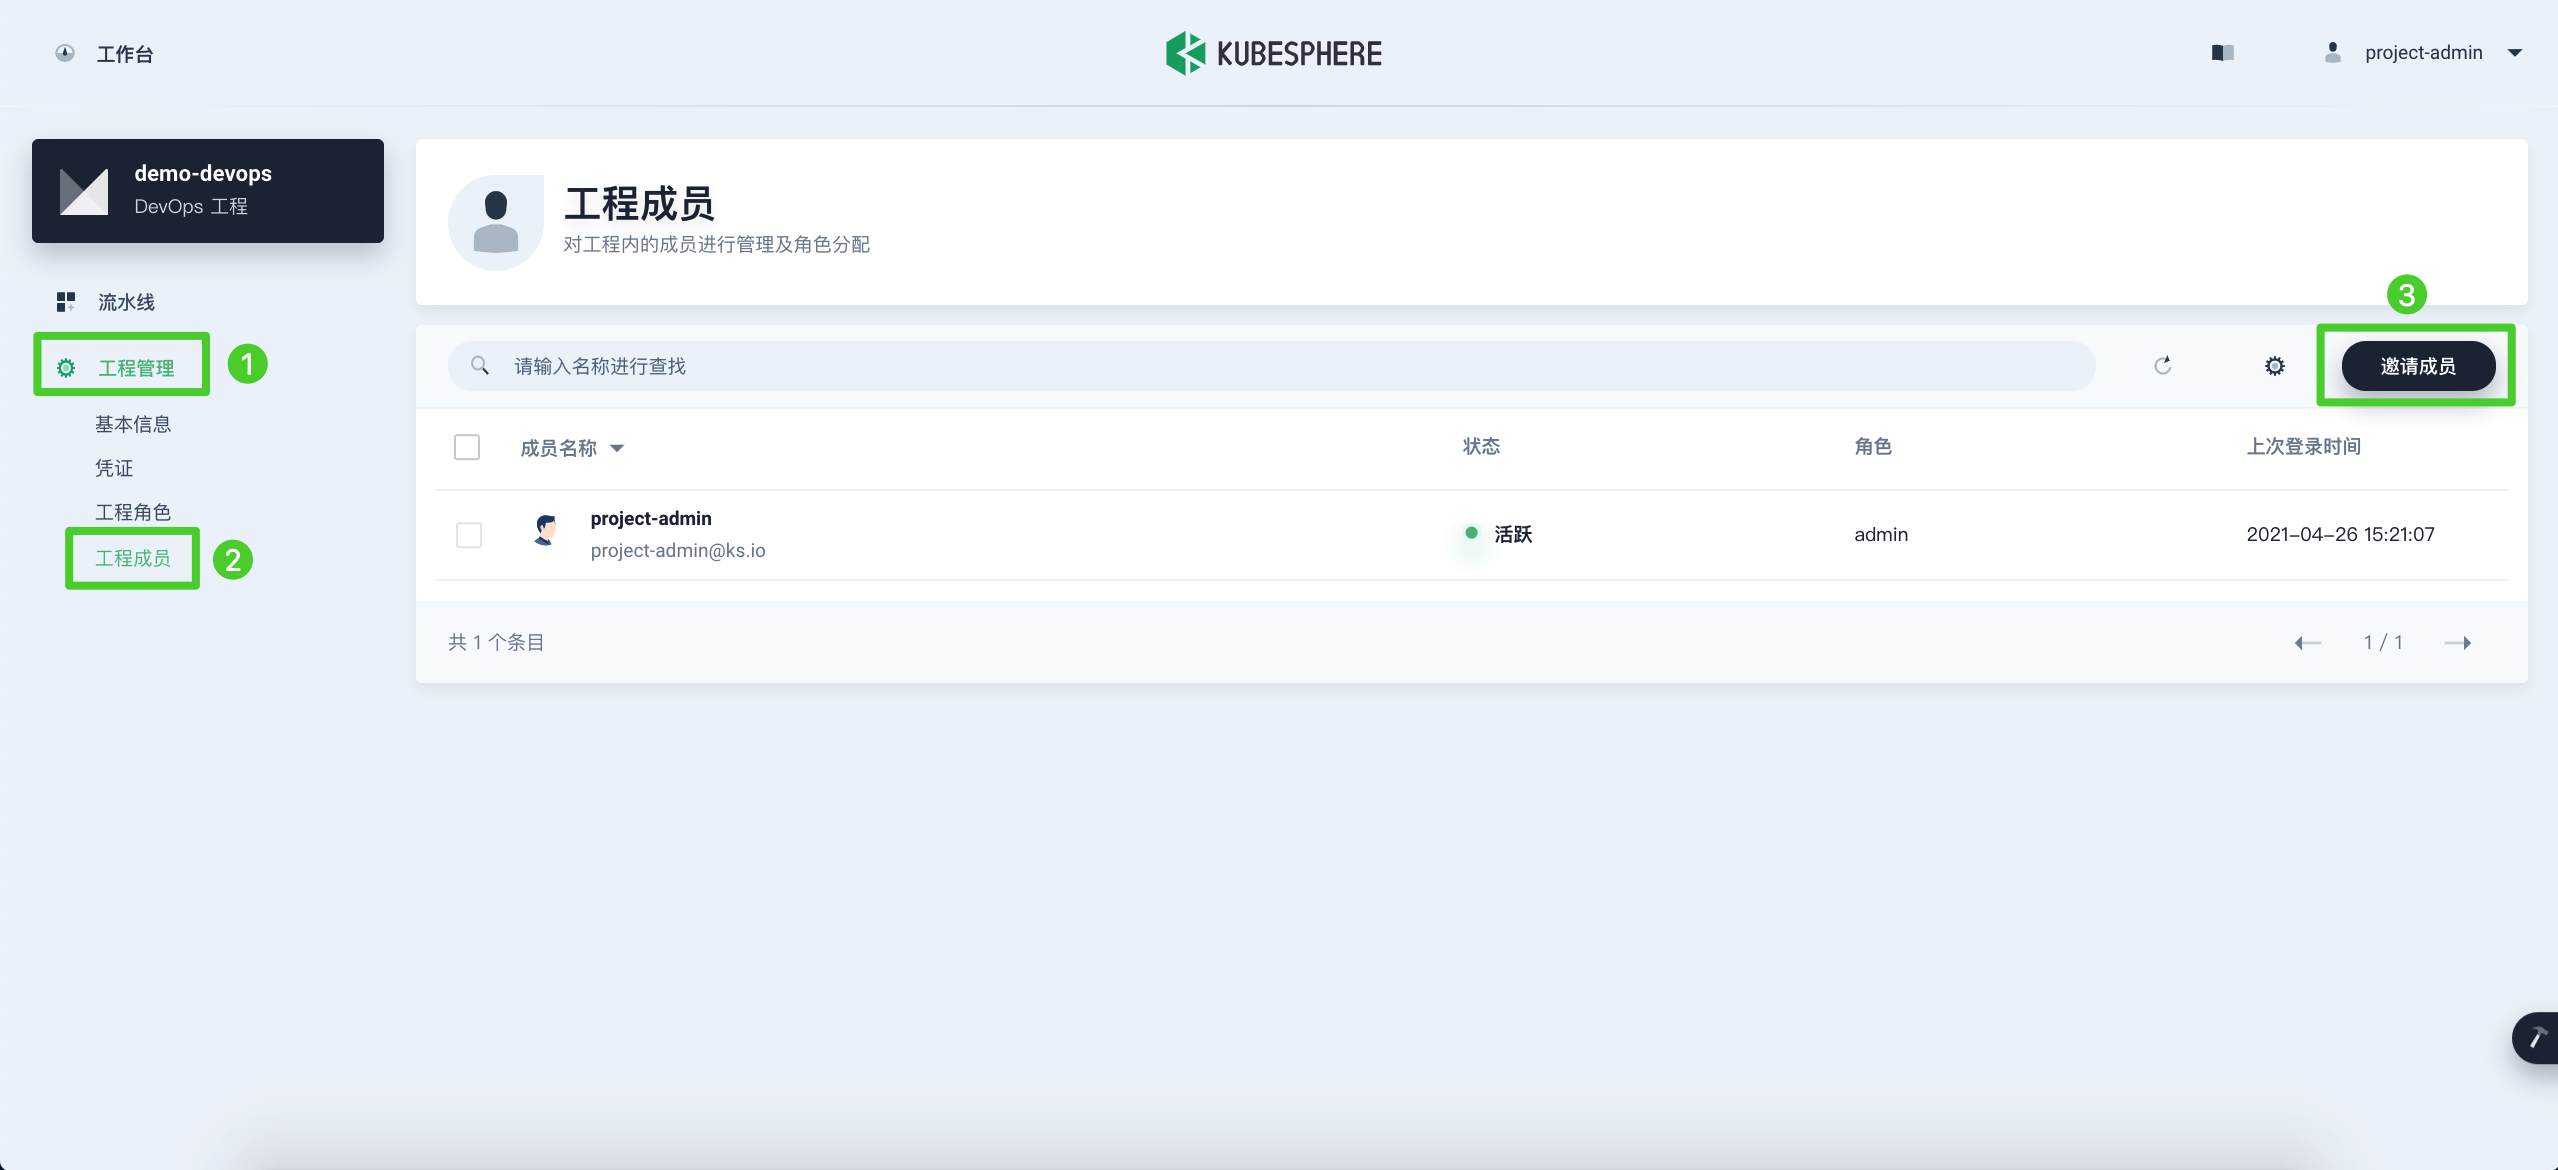 工作台
KUBESPHERE
project-admin
demo-devops
DevOps 工程
流水线
工程管理
1
基本信息
凭证
工程角色
工程成员
2
工程成员
对工程内的成员进行管理及角色分配
3
请输入名称进行查找
邀请成员
成员名称 状态 角色 上次登录时间
project-admin
project-admin@ks.io
活跃 admin 2021-04-26 15:21:07
共 1 个条目
1 / 1